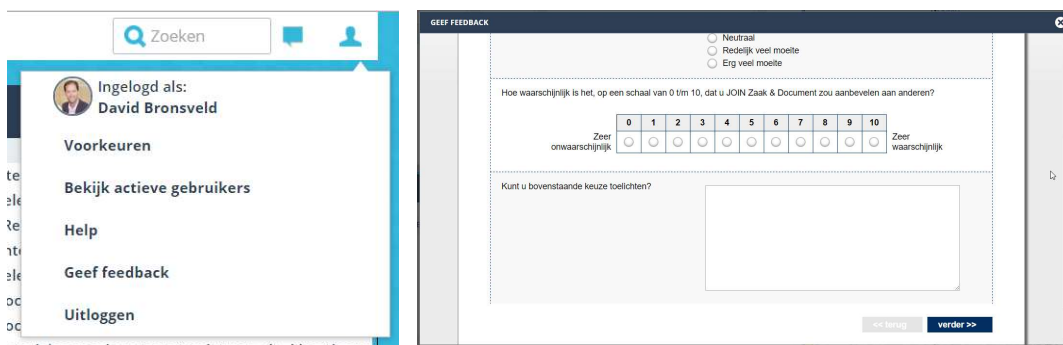 Zoeken
Ingelogd als:
David Bronsveld
Voorkeuren
Bekijk actieve gebruikers
Help
Geef feedback
Uitloggen
GEEF FEEDBACK
Neutraal
Redelijk veel moeite
Erg veel moeite
Hoe waarschijnlijk is het, op een schaal van 0 t/m 10, dat u JOIN Zaak & Document zou aanbevelen aan anderen?
0 1 2 3 4 5 6 7 8 9 10
Zeer onwaarschijnlijk
Zeer waarschijnlijk
Kunt u bovenstaande keuze toelichten?
<< terug verder >>